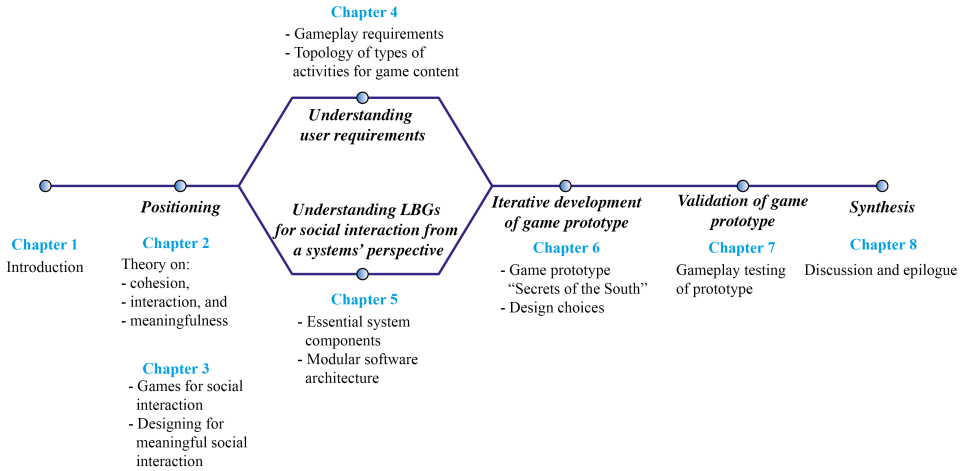 Chapter 1
Introduction
Positioning
Chapter 2
Theory on:
- cohesion,
- interaction, and
- meaningfulness
Chapter 3
- Games for social
interaction
- Designing for
meaningful social
interaction
Chapter 4
- Gameplay requirements
- Topology of types of
activities for game content
Understanding
user requirements
Understanding LBGs
for social interaction from
a systems’ perspective
Chapter 5
- Essential system
components
- Modular software
architecture
Iterative development
of game prototype
Chapter 6
- Game prototype
“Secrets of the South”
- Design choices
Validation of game
prototype
Chapter 7
Gameplay testing
of prototype
Synthesis
Chapter 8
Discussion and epilogue